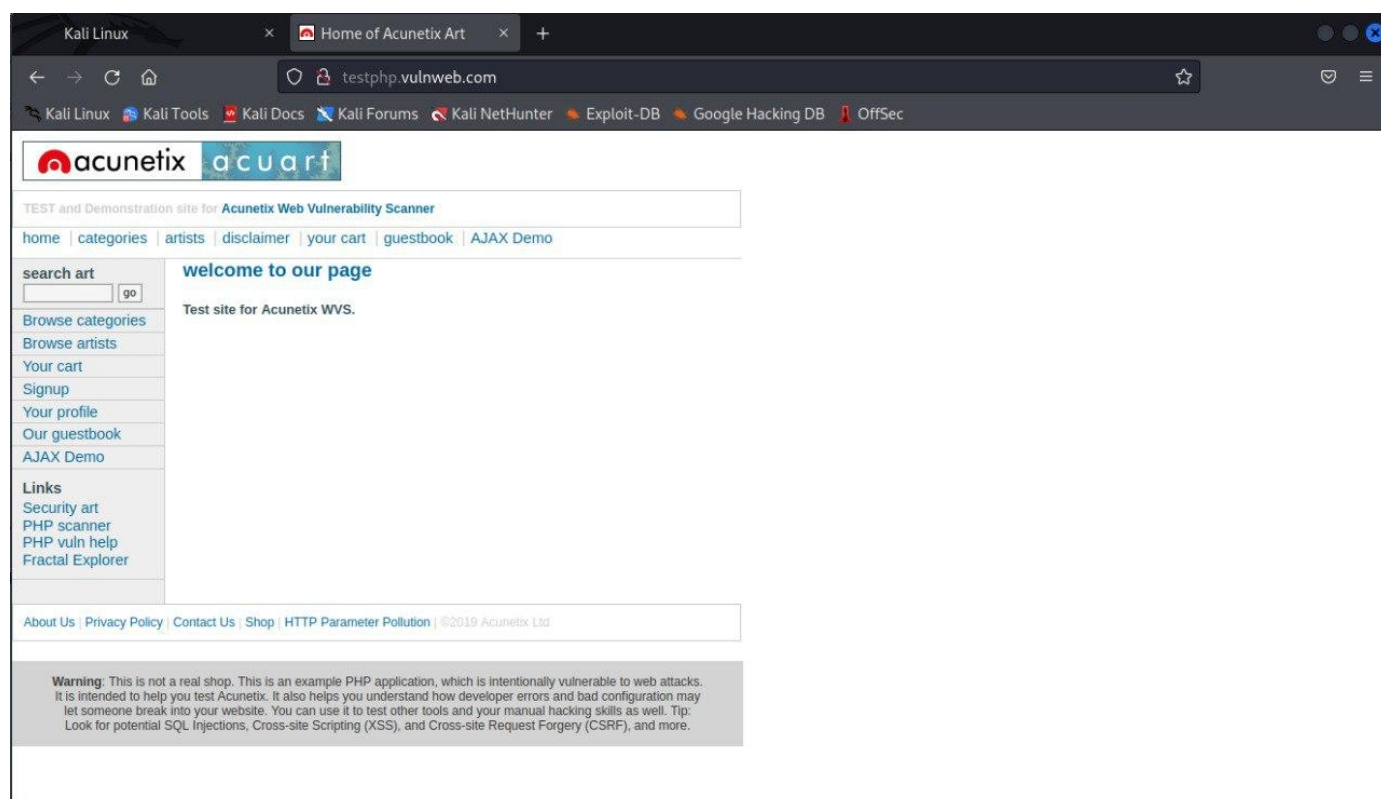 Kali Linux
Home of Acunetix Art
testphp.vulnweb.com
Kali Linux Kali Tools Kali Docs Kali Forums Kali NetHunter Exploit-DB Google Hacking DB OffSec
acunetix acuart
TEST and Demonstration site for Acunetix Web Vulnerability Scanner
home | categories | artists | disclaimer | your cart | guestbook | AJAX Demo
search art
go
Browse categories
Browse artists
Your cart
Signup
Your profile
Our guestbook
AJAX Demo
Links
Security art
PHP scanner
PHP vuln help
Fractal Explorer
welcome to our page
Test site for Acunetix WVS.
About Us | Privacy Policy | Contact Us | Shop | HTTP Parameter Pollution | ©2019 Acunetix Ltd
Warning: This is not a real shop. This is an example PHP application, which is intentionally vulnerable to web attacks.
It is intended to help you test Acunetix. It also helps you understand how developer errors and bad configuration may
let someone break into your website. You can use it to test other tools and your manual hacking skills as well. Tip:
Look for potential SQL Injections, Cross-site Scripting (XSS), and Cross-site Request Forgery (CSRF), and more.